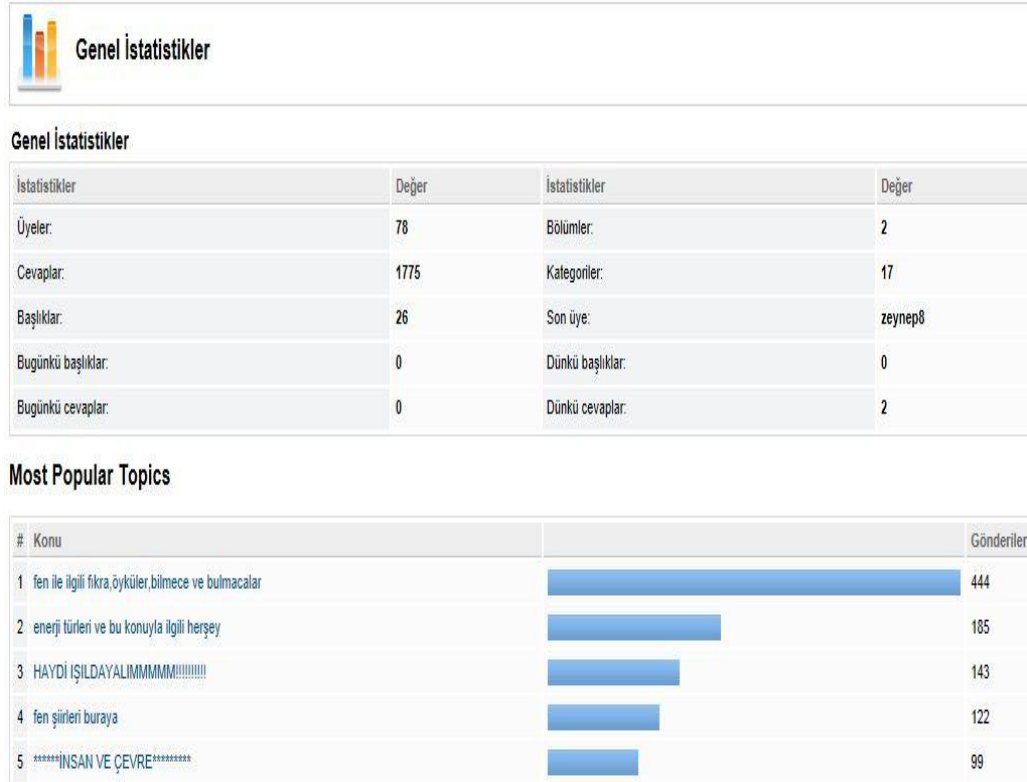 Genel İstatistikler
Genel İstatistikler
İstatistikler Değer İstatistikler Değer
Üyeler: 78 Bölümler: 2
Cevaplar: 1775 Kategoriler: 17
Başlıklar: 26 Son üye: zeynep8
Bugünkü başlıklar: 0 Dünkü başlıklar: 0
Bugünkü cevaplar: 0 Dünkü cevaplar: 2
Most Popular Topics
# Konu Gönderiler
1 fen ile ilgili fıkra,öyküler,bilmece ve bulmacalar 444
2 enerji türleri ve bu konuyla ilgili herşey 185
3 HAYDİ IŞILDAYALIMMMMM!!!!!!!!!! 143
4 fen şiirleri buraya 122
5 ******İNSAN VE ÇEVRE********* 99